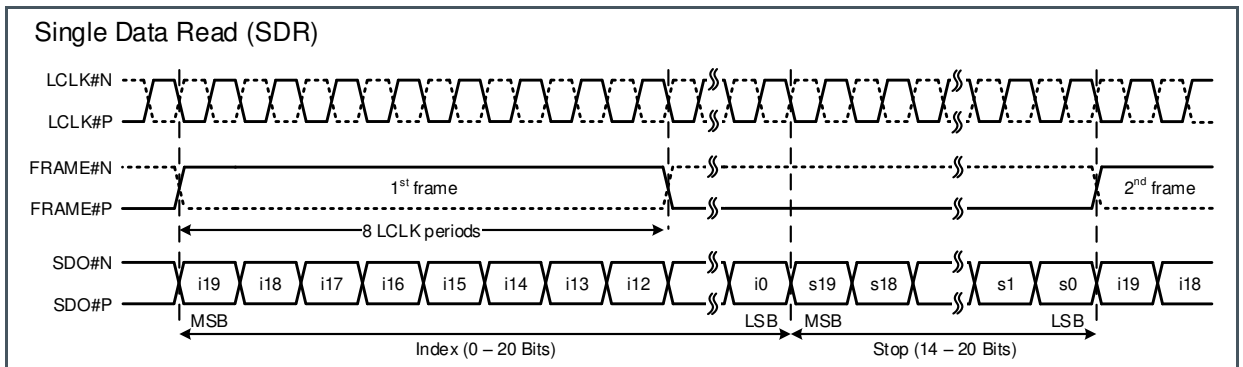 Single Data Read (SDR)
LCLK#N
LCLK#P
FRAME#N
1st frame
2nd frame
FRAME#P
8 LCLK periods
SDO#N
i19 i18 i17 i16 i15 i14 i13 i12 i0 s19 s18 s1 s0 i19 i18
SDO#P
MSB LSB MSB LSB
Index (0 – 20 Bits) Stop (14 – 20 Bits)